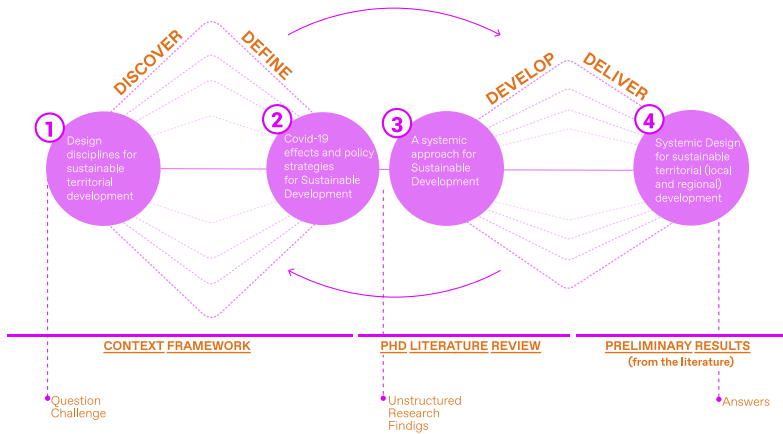 DISCOVER
DEFINE
DEVELOP
DELIVER
1
Design
disciplines for
sustainable
territorial
development
2
Covid-19
effects and policy
strategies
for Sustainable
Development
3
A systemic
approach for
Sustainable
Development
4
Systemic Design
for sustainable
territorial (local
and regional)
development
CONTEXT FRAMEWORK
PHD LITERATURE REVIEW
PRELIMINARY RESULTS
(from the literature)
Question
Challenge
Unstructured
Research
Findigs
Answers